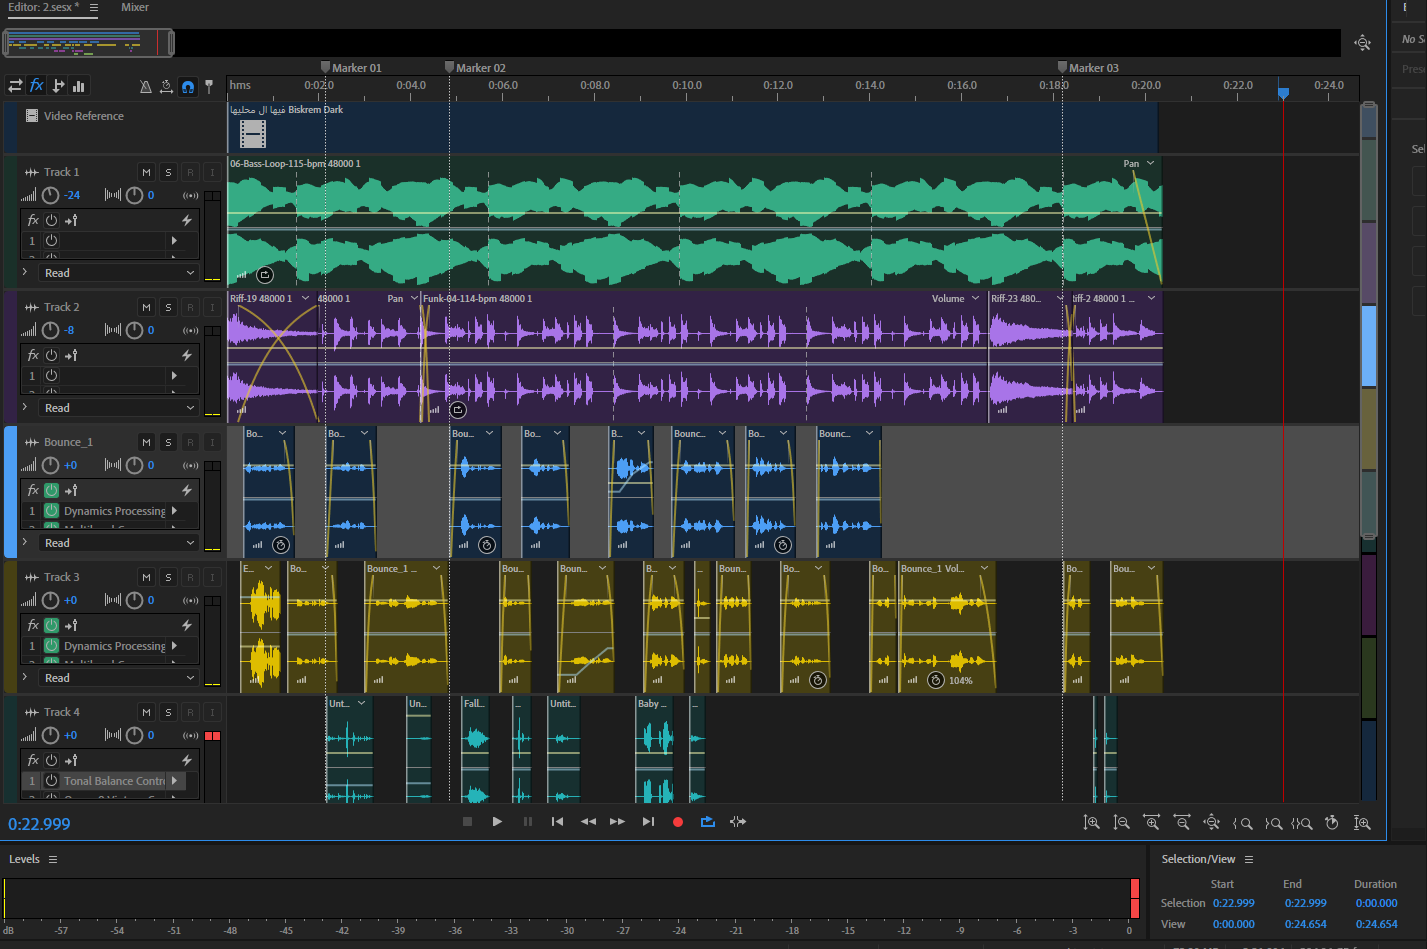 Editor: 2.sesx *
Mixer
Marker 01
Marker 02
Marker 03
hms
0:02.0
0:04.0
0:06.0
0:08.0
0:10.0
0:12.0
0:14.0
0:16.0
0:18.0
0:20.0
0:22.0
0:24.0
Video Reference
فيها ال محليها Biskrem Dark
Track 1
M S R I
-24
0
fx
1
Read
06-Bass-Loop-115-bpm 48000 1
Pan
Track 2
M S R I
-8
0
fx
1
Read
Riff-19 48000 1
48000 1
Pan
Funk-04-114-bpm 48000 1
Volume
Riff-23 480...
iff-2 48000 1 ...
Bounce_1
M S R I
+0
0
fx
1 Dynamics Processing
Read
Bo...
Bo...
Bou...
Bo...
B...
Bounc...
Bo...
Bounc...
Track 3
M S R I
+0
0
fx
1 Dynamics Processing
Read
E...
Bo...
Bounce_1 ...
Bou...
Boun...
B...
...
Boun...
Bo...
Bo...
Bounce_1 Vol...
Bo...
Bou...
104%
Track 4
M S R I
+0
0
fx
1 Tonal Balance Contr
Unt...
Un...
Fall...
...
Untit...
Baby ...
...
0:22.999
Levels
dB -57 -54 -51 -48 -45 -42 -39 -36 -33 -30 -27 -24 -21 -18 -15 -12 -9 -6 -3 0
Selection/View
Start End Duration
Selection 0:22.999 0:22.999 0:00.000
View 0:00.000 0:24.654 0:24.654
No S
Prese
Sel